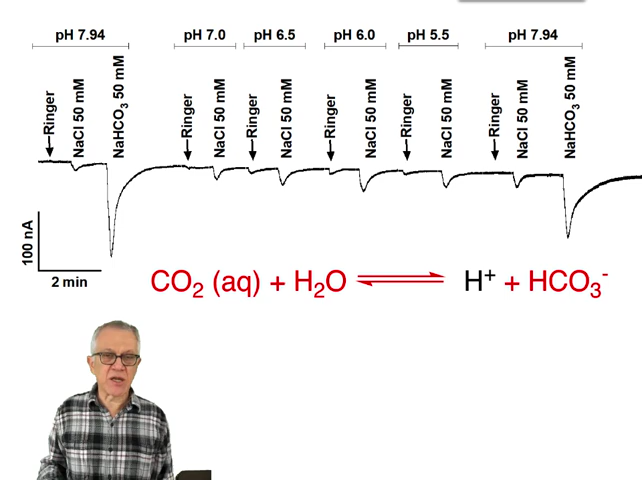 pH 7.94
pH 7.0
pH 6.5
pH 6.0
pH 5.5
pH 7.94
Ringer
NaCl 50 mM
NaHCO₃ 50 mM
Ringer
NaCl 50 mM
Ringer
NaCl 50 mM
Ringer
NaCl 50 mM
Ringer
NaCl 50 mM
Ringer
NaCl 50 mM
NaHCO₃ 50 mM
100 nA
2 min
CO₂ (aq) + H₂O ⇌ H⁺ + HCO₃⁻